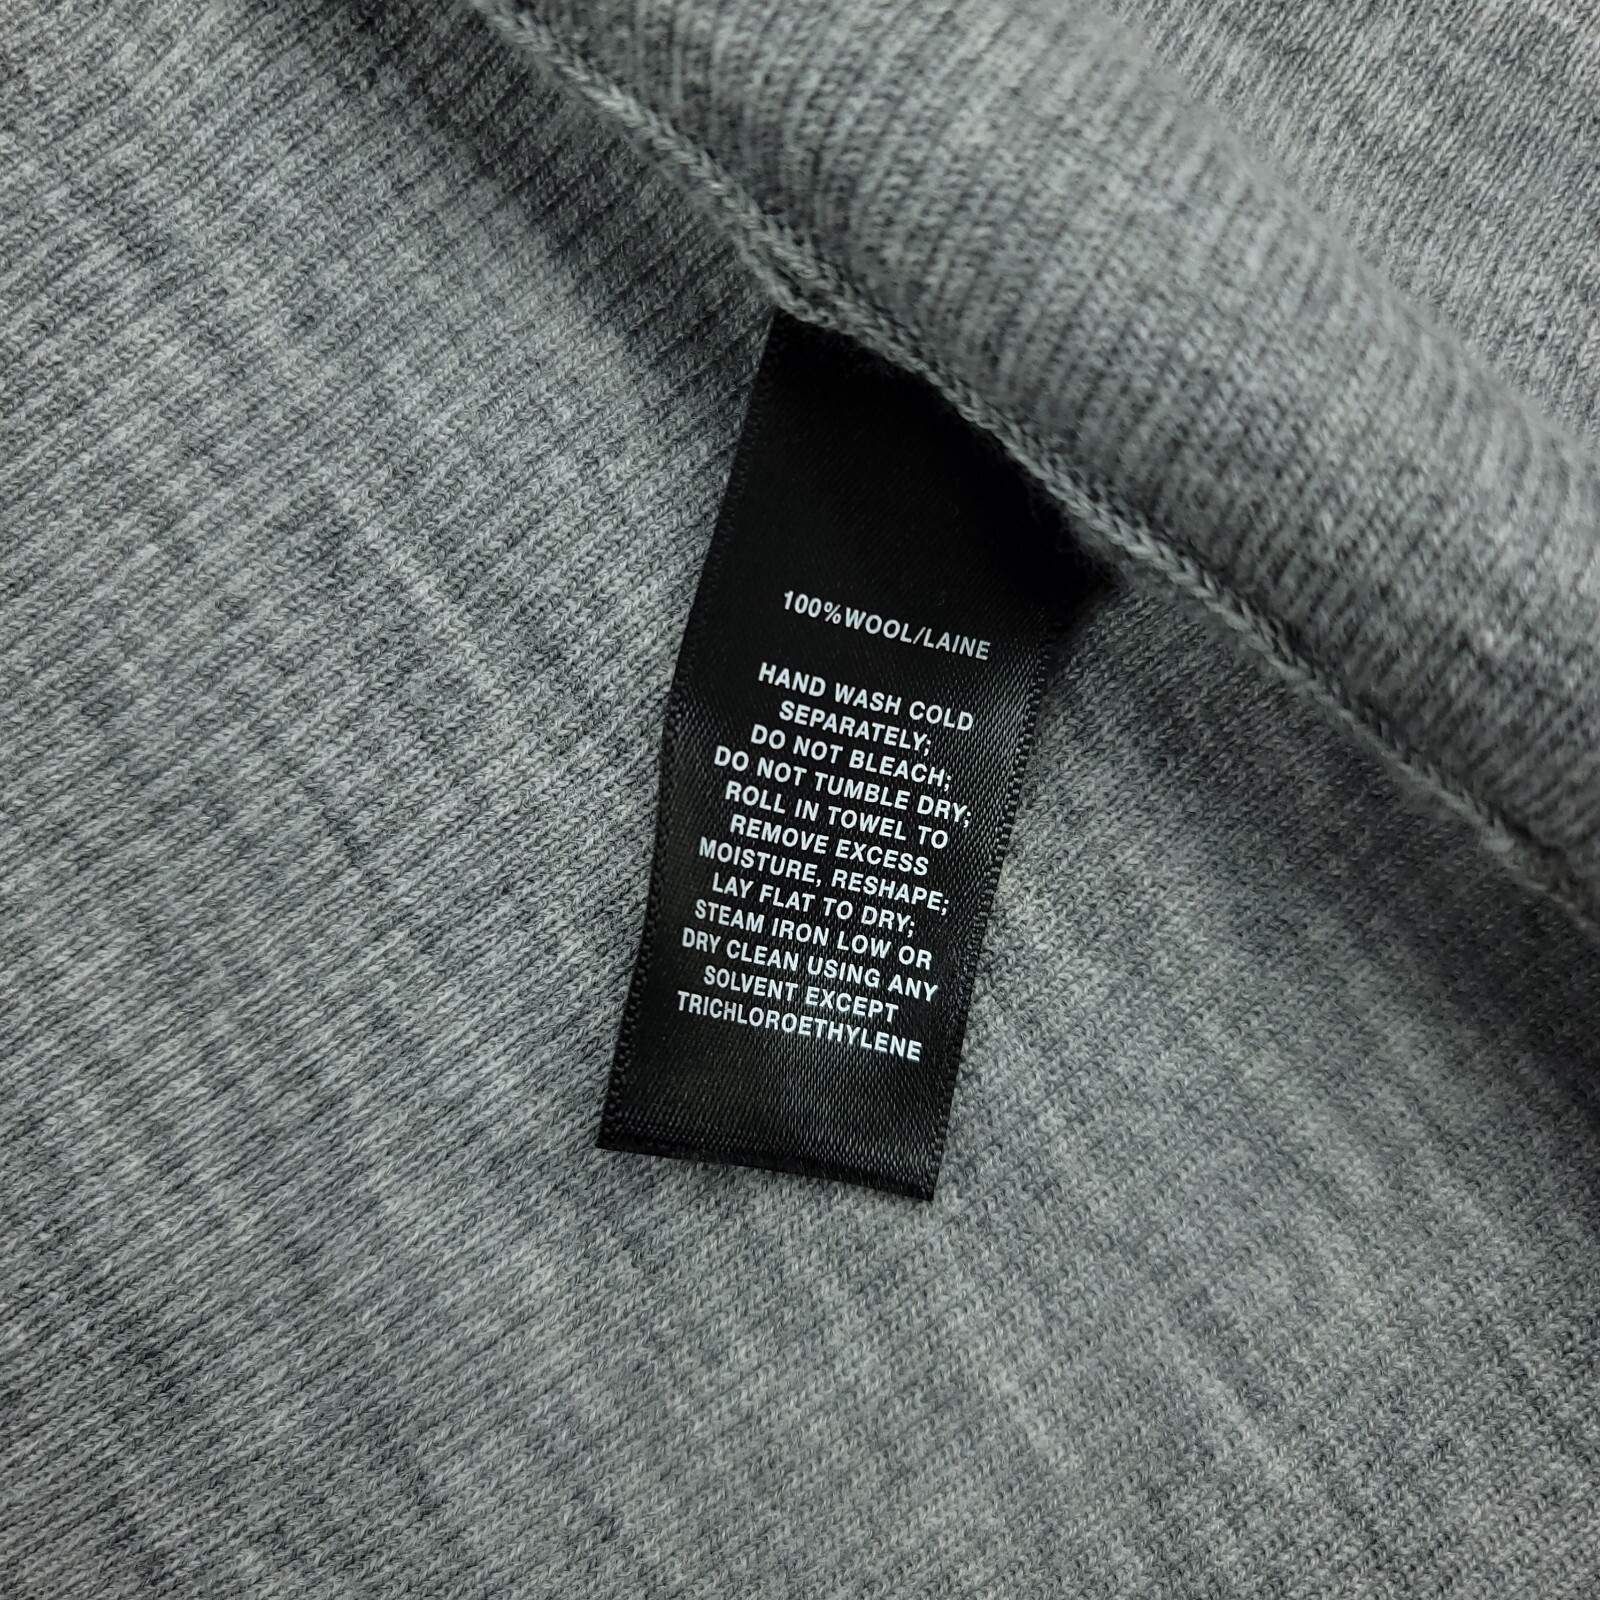 100%WOOL/LAINE
HAND WASH COLD
SEPARATELY;
DO NOT BLEACH;
DO NOT TUMBLE DRY;
ROLL IN TOWEL TO
REMOVE EXCESS
MOISTURE, RESHAPE;
LAY FLAT TO DRY;
STEAM IRON LOW OR
DRY CLEAN USING ANY
SOLVENT EXCEPT
TRICHLOROETHYLENE